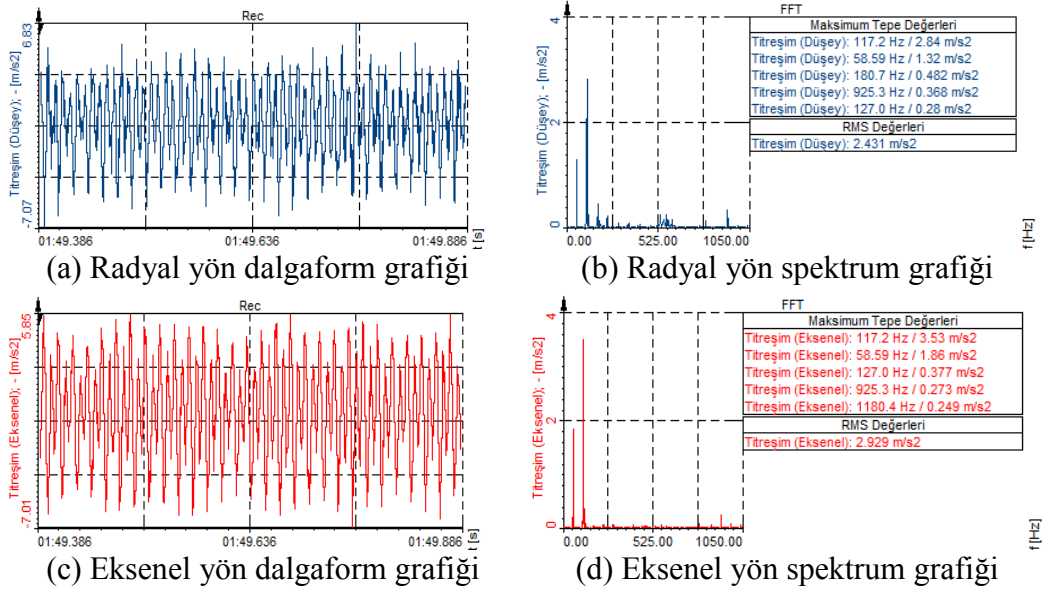 Rec
6.83
Titreşim (Düşey); - [m/s2]
-7.07
01:49.386 01:49.636 01:49.886
t [s]
(a) Radyal yön dalgaform grafiği
FFT
4
Titreşim (Düşey); - [m/s2]
2
0
0.00 525.00 1050.00
f [Hz]
Maksimum Tepe Değerleri
Titreşim (Düşey): 117.2 Hz / 2.84 m/s2
Titreşim (Düşey): 58.59 Hz / 1.32 m/s2
Titreşim (Düşey): 180.7 Hz / 0.482 m/s2
Titreşim (Düşey): 925.3 Hz / 0.368 m/s2
Titreşim (Düşey): 127.0 Hz / 0.28 m/s2
RMS Değerleri
Titreşim (Düşey): 2.431 m/s2
(b) Radyal yön spektrum grafiği
Rec
5.85
Titreşim (Eksenel); - [m/s2]
-7.01
01:49.386 01:49.636 01:49.886
t [s]
(c) Eksenel yön dalgaform grafiği
FFT
4
Titreşim (Eksenel); - [m/s2]
2
0
0.00 525.00 1050.00
f [Hz]
Maksimum Tepe Değerleri
Titreşim (Eksenel): 117.2 Hz / 3.53 m/s2
Titreşim (Eksenel): 58.59 Hz / 1.86 m/s2
Titreşim (Eksenel): 127.0 Hz / 0.377 m/s2
Titreşim (Eksenel): 925.3 Hz / 0.273 m/s2
Titreşim (Eksenel): 1180.4 Hz / 0.249 m/s2
RMS Değerleri
Titreşim (Eksenel): 2.929 m/s2
(d) Eksenel yön spektrum grafiği